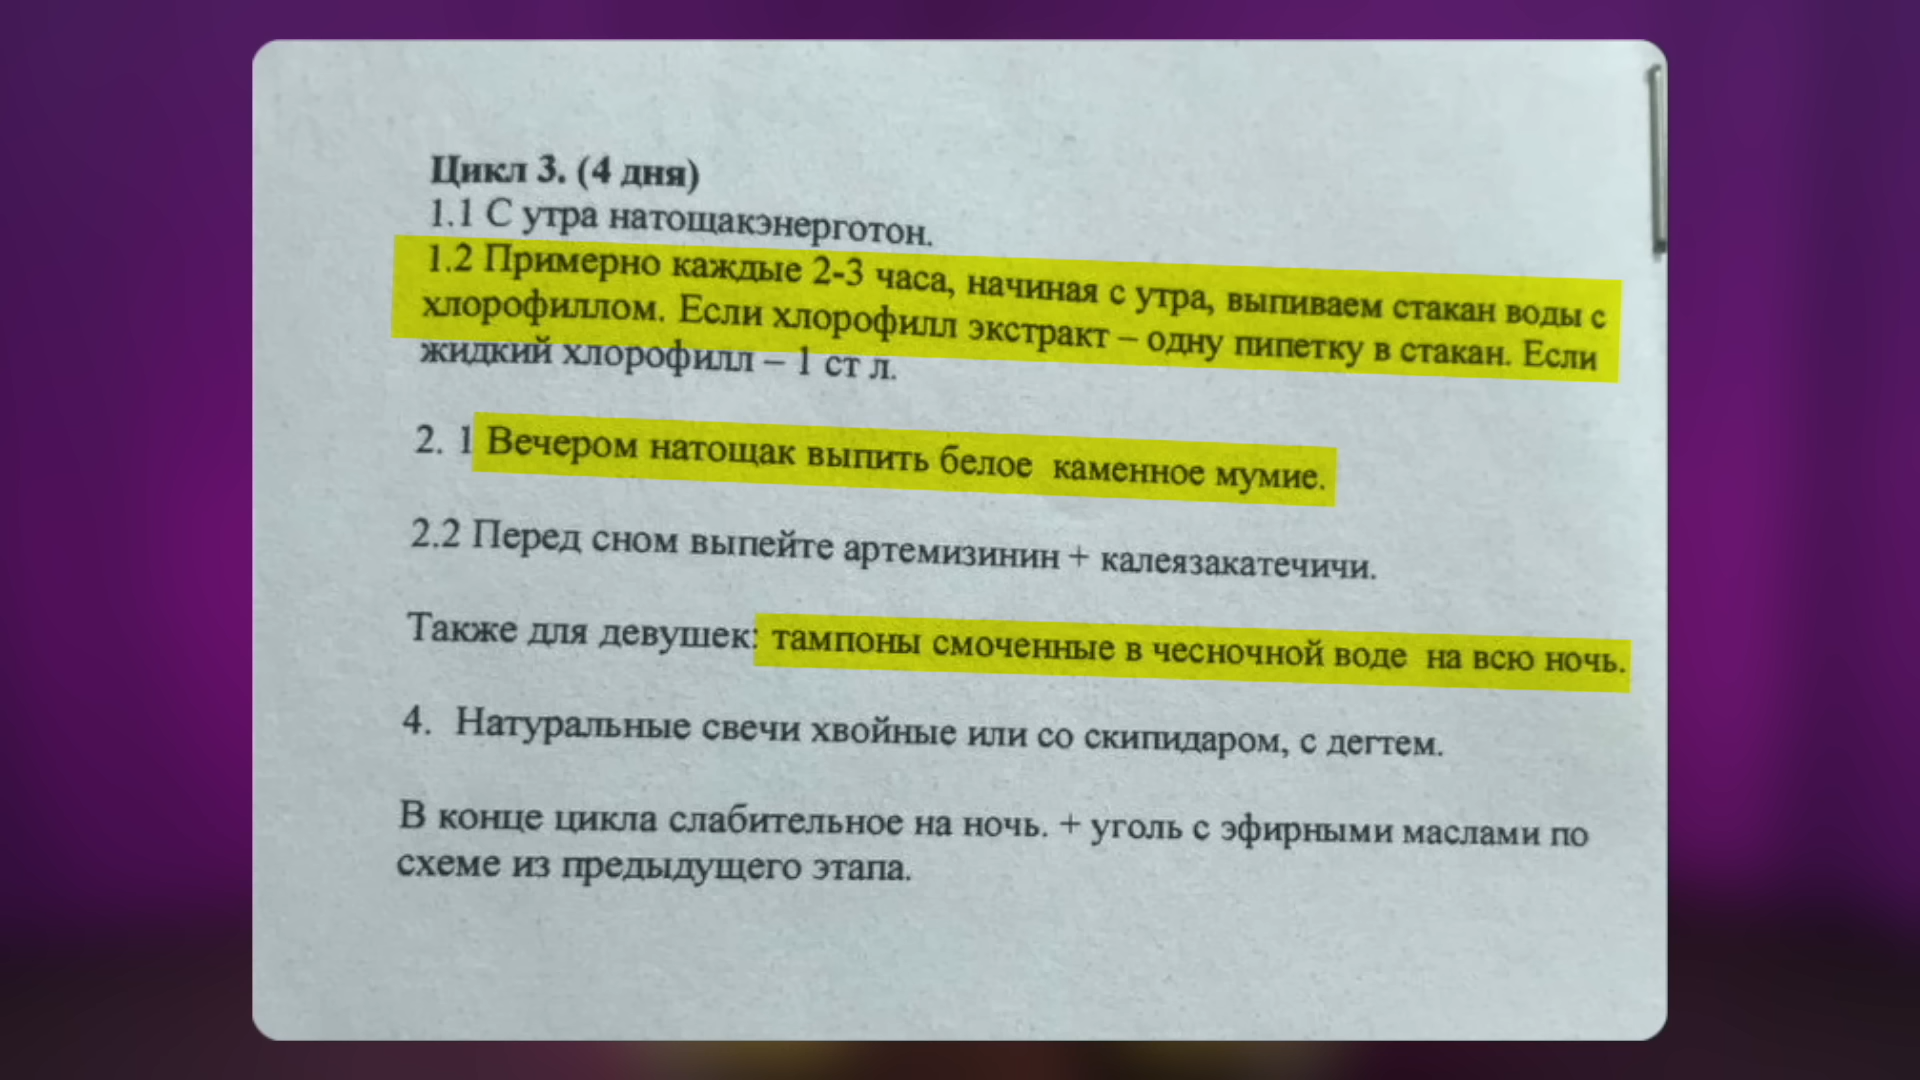 Цикл 3. (4 дня)
1.1 С утра натощакэнерготон.
1.2 Примерно каждые 2-3 часа, начиная с утра, выпиваем стакан воды с
хлорофиллом. Если хлорофилл экстракт – одну пипетку в стакан. Если
жидкий хлорофилл – 1 ст л.
2. 1 Вечером натощак выпить белое каменное мумие.
2.2 Перед сном выпейте артемизинин + калеязакатечичи.
Также для девушек: тампоны смоченные в чесночной воде на всю ночь.
4. Натуральные свечи хвойные или со скипидаром, с дегтем.
В конце цикла слабительное на ночь. + уголь с эфирными маслами по
схеме из предыдущего этапа.